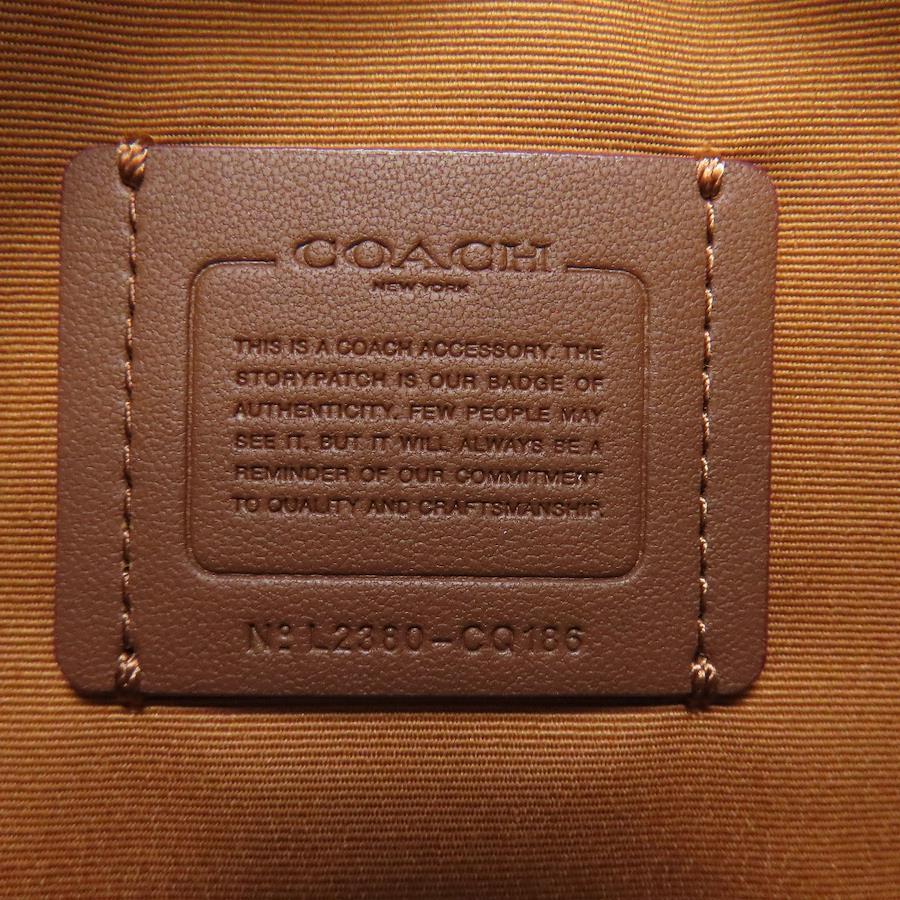 COACH
NEW YORK
THIS IS A COACH ACCESSORY. THE
STORYPATCH IS OUR BADGE OF
AUTHENTICITY. FEW PEOPLE MAY
SEE IT, BUT IT WILL ALWAYS BE A
REMINDER OF OUR COMMITMENT
TO QUALITY AND CRAFTSMANSHIP.
Nº L2380-CQ186